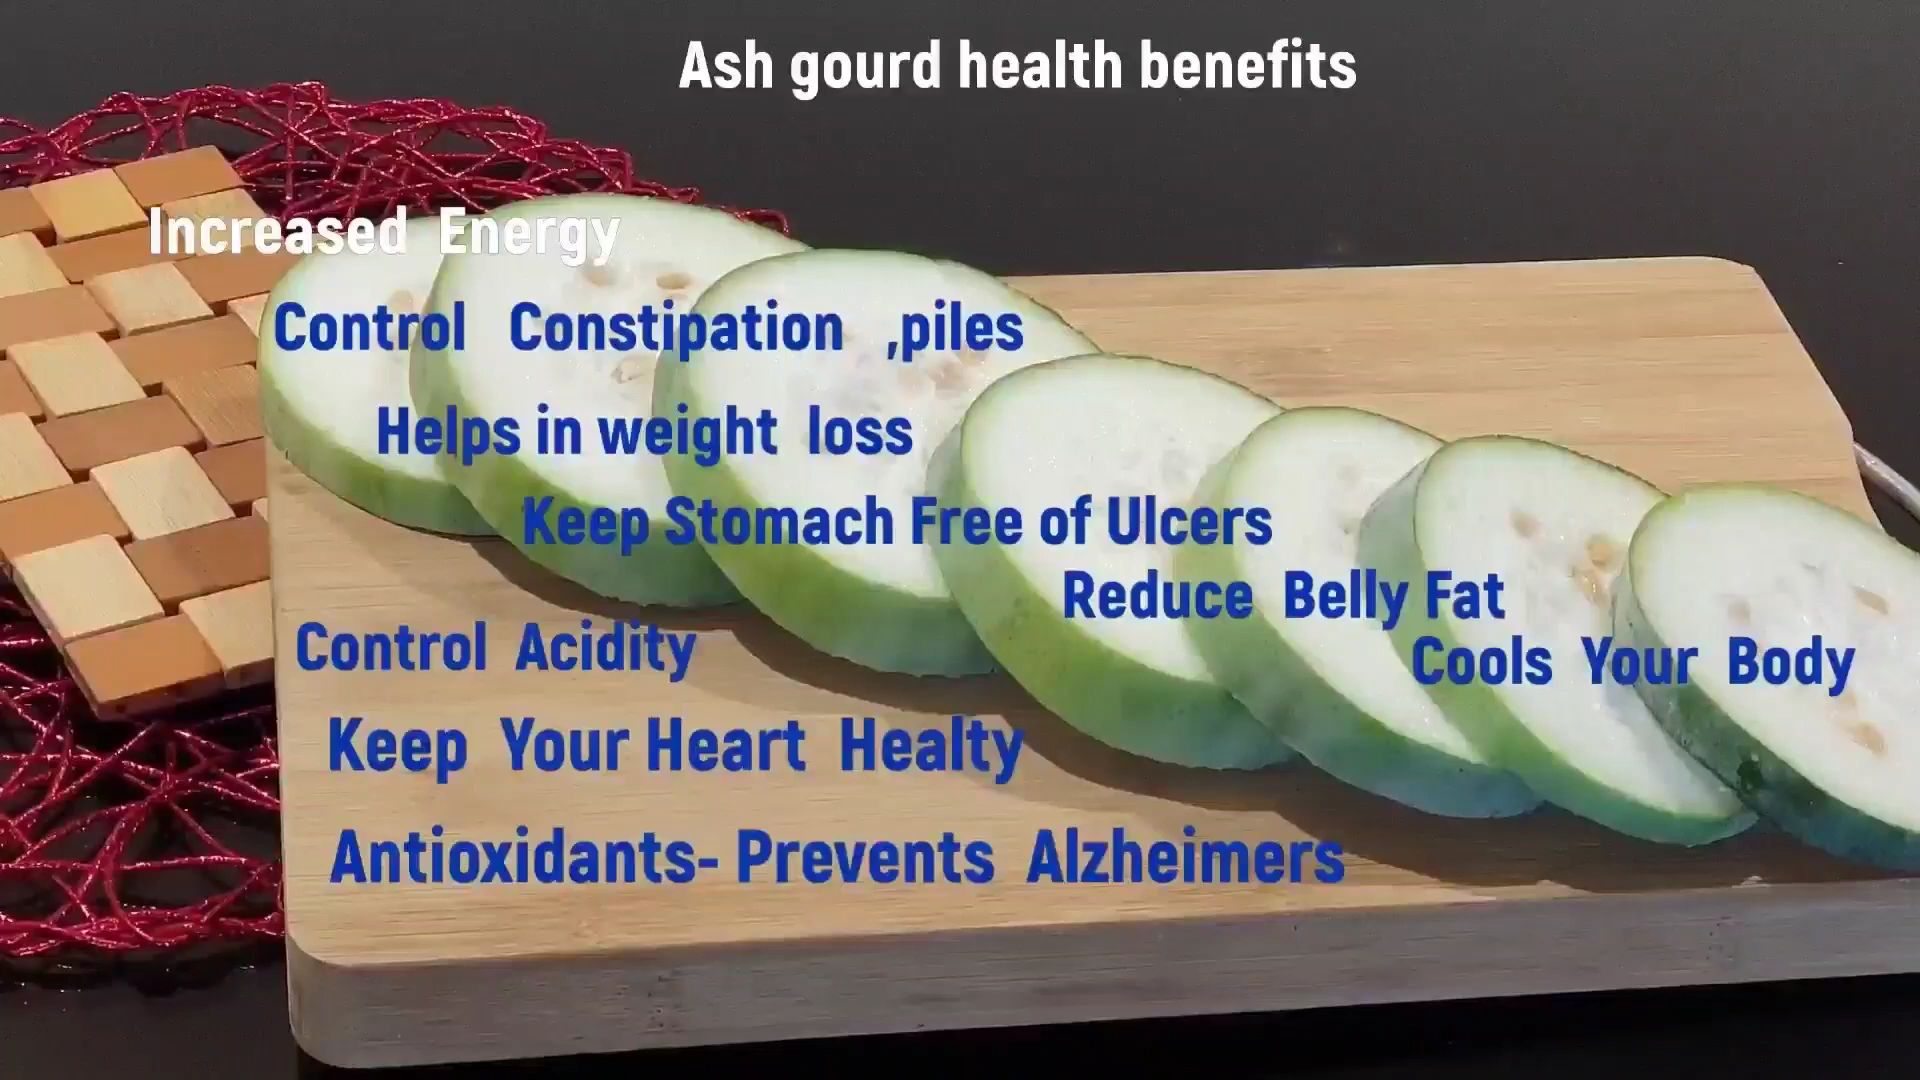 Ash gourd health benefits
Increased Energy
Control Constipation ,piles
Helps in weight loss
Keep Stomach Free of Ulcers
Reduce Belly Fat
Control Acidity
Cools Your Body
Keep Your Heart Healty
Antioxidants- Prevents Alzheimers